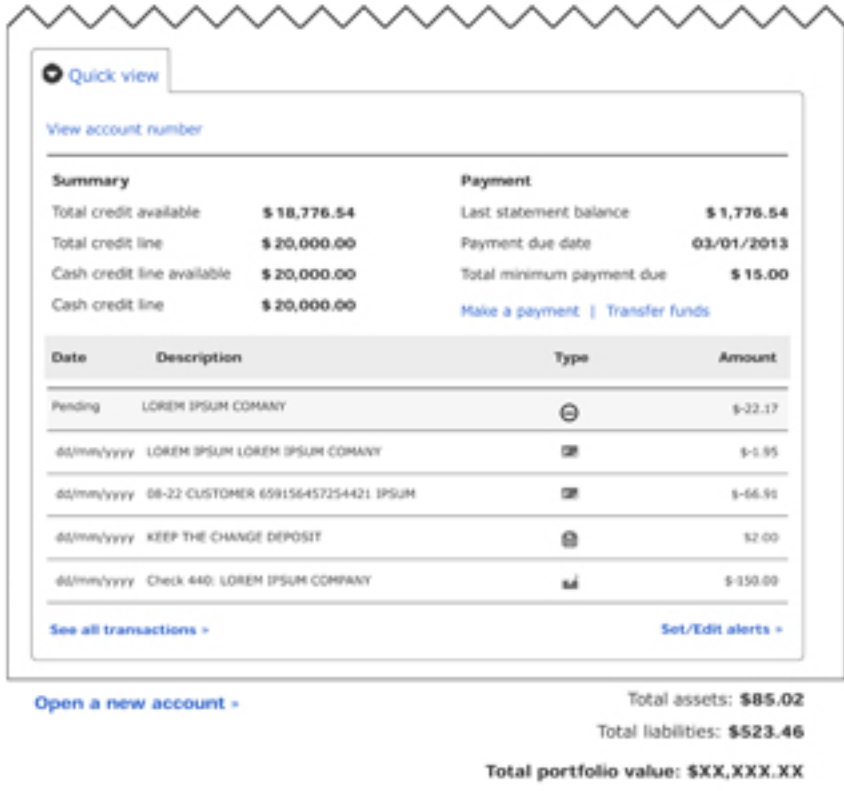 Quick view
View account number
Summary Payment
Total credit available $18,776.54 Last statement balance $1,776.54
Total credit line $20,000.00 Payment due date 03/01/2013
Cash credit line available $20,000.00 Total minimum payment due $15.00
Cash credit line $20,000.00 Make a payment | Transfer funds
Date Description Type Amount
Pending LOREM IPSUM COMANY $-22.17
dd/mm/yyyy LOREM IPSUM LOREM IPSUM COMANY $-1.95
dd/mm/yyyy 08-22 CUSTOMER 659156457254421 IPSUM $-66.91
dd/mm/yyyy KEEP THE CHANGE DEPOSIT $2.00
dd/mm/yyyy Check 440: LOREM IPSUM COMPANY $-150.00
See all transactions » Set/Edit alerts »
Open a new account » Total assets: $85.02
Total liabilities: $523.46
Total portfolio value: $XX,XXX.XX